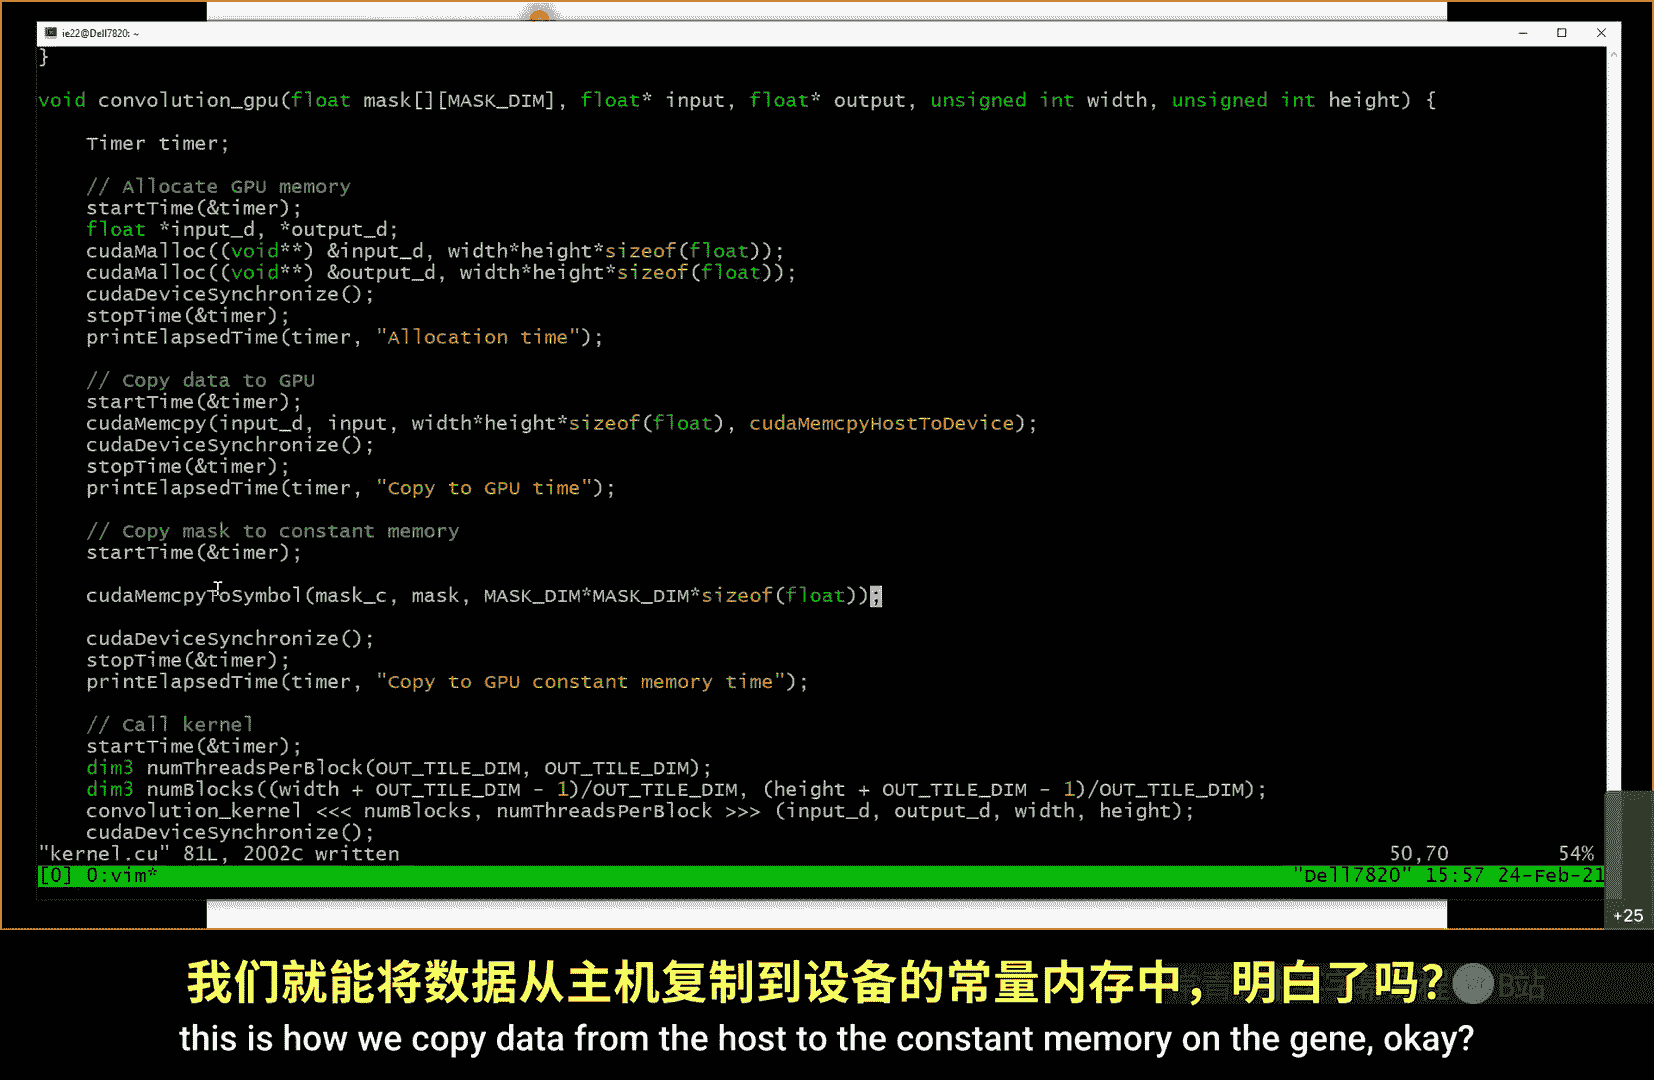 ie22@Dell7820: ~
}
void convolution_gpu(float mask[][MASK_DIM], float* input, float* output, unsigned int width, unsigned int height) {
Timer timer;
// Allocate GPU memory
startTime(&timer);
float *input_d, *output_d;
cudaMalloc((void**) &input_d, width*height*sizeof(float));
cudaMalloc((void**) &output_d, width*height*sizeof(float));
cudaDeviceSynchronize();
stopTime(&timer);
printElapsedTime(timer, "Allocation time");
// Copy data to GPU
startTime(&timer);
cudaMemcpy(input_d, input, width*height*sizeof(float), cudaMemcpyHostToDevice);
cudaDeviceSynchronize();
stopTime(&timer);
printElapsedTime(timer, "Copy to GPU time");
// Copy mask to constant memory
startTime(&timer);
cudaMemcpyToSymbol(mask_c, mask, MASK_DIM*MASK_DIM*sizeof(float));
cudaDeviceSynchronize();
stopTime(&timer);
printElapsedTime(timer, "Copy to GPU constant memory time");
// Call kernel
startTime(&timer);
dim3 numThreadsPerBlock(OUT_TILE_DIM, OUT_TILE_DIM);
dim3 numBlocks((width + OUT_TILE_DIM - 1)/OUT_TILE_DIM, (height + OUT_TILE_DIM - 1)/OUT_TILE_DIM);
convolution_kernel <<< numBlocks, numThreadsPerBlock >>> (input_d, output_d, width, height);
cudaDeviceSynchronize();
"kernel.cu" 81L, 2002C written 50,70 54%
[0] 0:vim* "Dell7820" 15:57 24-Feb-21
+25
我们就能将数据从主机复制到设备的常量内存中，明白了吗？
B站
this is how we copy data from the host to the constant memory on the gene, okay?